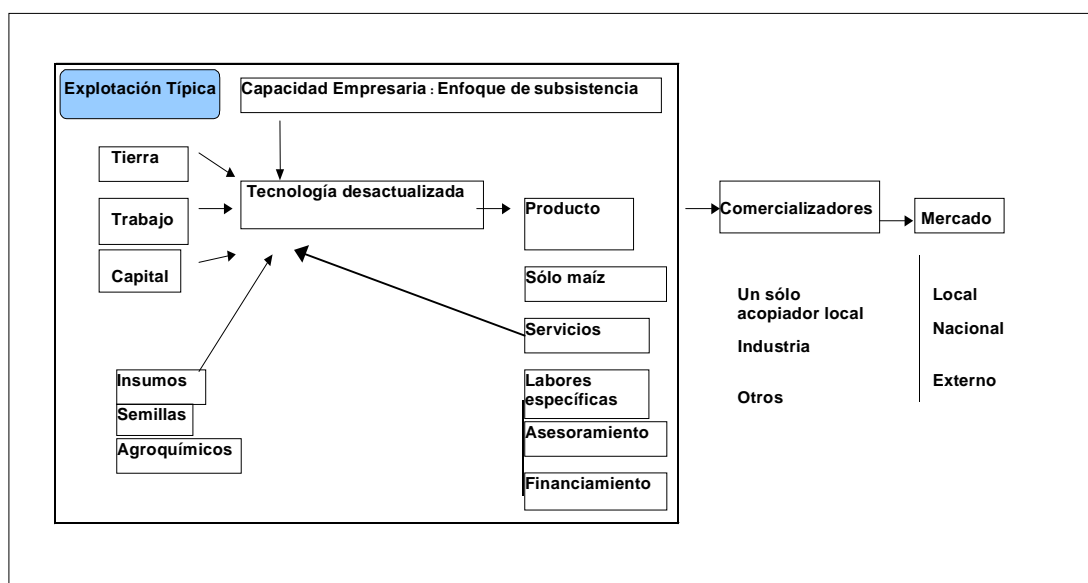 Explotación Típica
Capacidad Empresaria : Enfoque de subsistencia
Tierra
Trabajo
Capital
Tecnología desactualizada
Producto
Sólo maíz
Servicios
Labores
específicas
Asesoramiento
Financiamiento
Insumos
Semillas
Agroquímicos
Comercializadores
Un sólo
acopiador local
Industria
Otros
Mercado
Local
Nacional
Externo